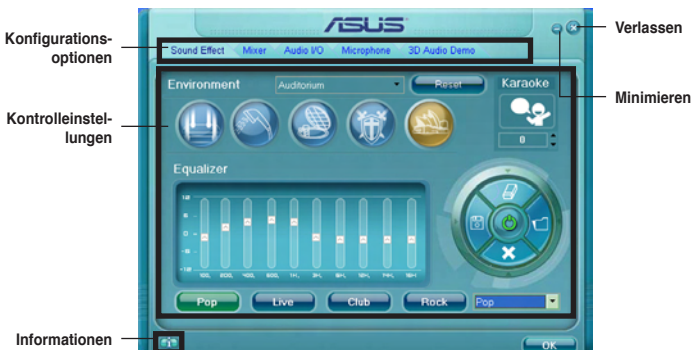 Konfigurations-
optionen
Kontrolleinstel-
lungen
Informationen
Verlassen
Minimieren
ASUS
Sound Effect Mixer Audio I/O Microphone 3D Audio Demo
Environment Auditorium Reset Karaoke
0
Equalizer
Pop Live Club Rock Pop
OK